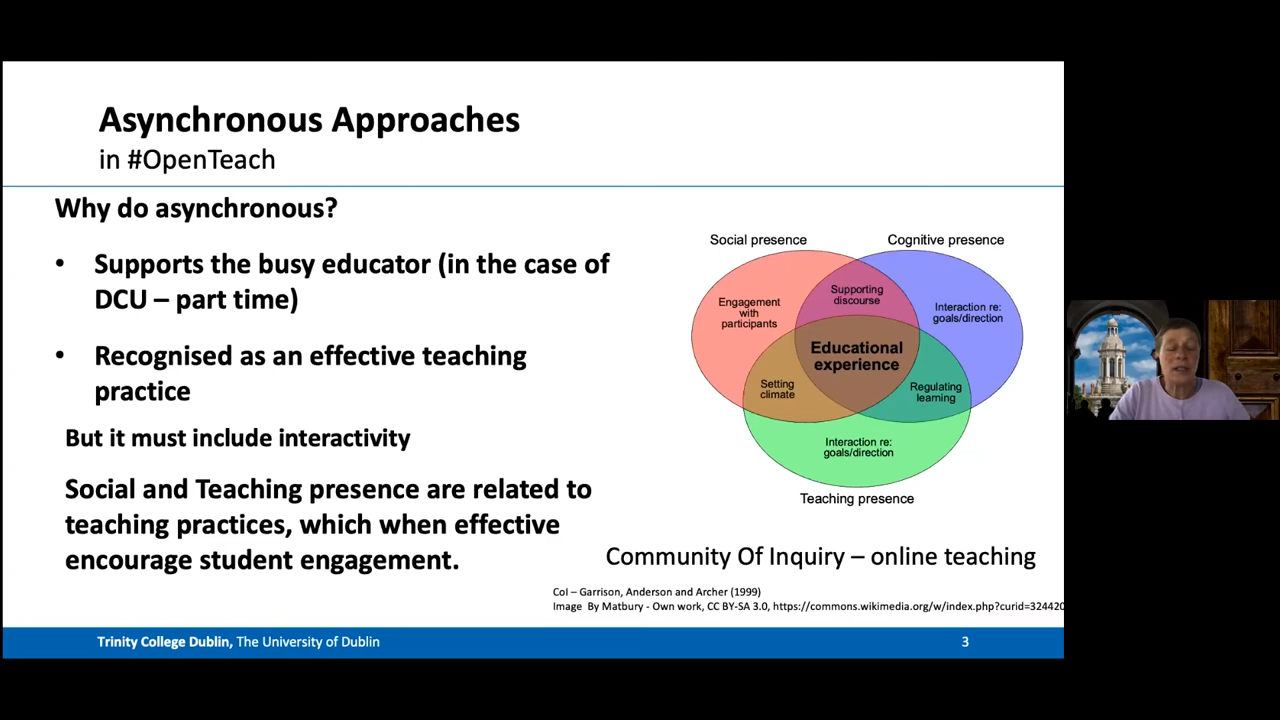 Asynchronous Approaches
in #OpenTeach
Why do asynchronous?
• Supports the busy educator (in the case of
DCU – part time)
• Recognised as an effective teaching
practice
But it must include interactivity
Social and Teaching presence are related to
teaching practices, which when effective
encourage student engagement.
Social presence
Cognitive presence
Engagement
with
participants
Supporting
discourse
Interaction re:
goals/direction
Educational
experience
Setting
climate
Regulating
learning
Interaction re:
goals/direction
Teaching presence
Community Of Inquiry – online teaching
CoI – Garrison, Anderson and Archer (1999)
Image By Matbury - Own work, CC BY-SA 3.0, https://commons.wikimedia.org/w/index.php?curid=324420
Trinity College Dublin, The University of Dublin
3